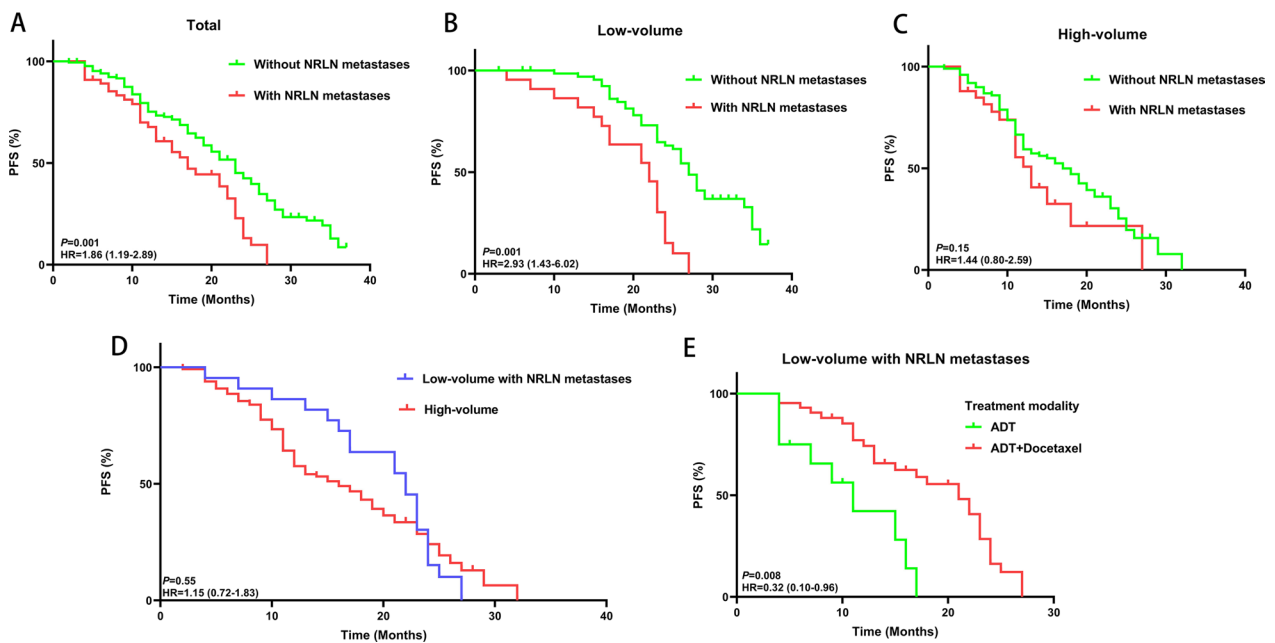 A
Total
Without NRLN metastases
With NRLN metastases
PFS (%)
100
50
0
P=0.001
HR=1.86 (1.19-2.89)
0
10
20
30
40
Time (Months)
B
Low-volume
Without NRLN metastases
With NRLN metastases
PFS (%)
100
50
0
P=0.001
HR=2.93 (1.43-6.02)
0
10
20
30
40
Time (Months)
C
High-volume
Without NRLN metastases
With NRLN metastases
PFS (%)
100
50
0
P=0.15
HR=1.44 (0.80-2.59)
0
10
20
30
40
Time (Months)
D
Low-volume with NRLN metastases
High-volume
PFS (%)
100
50
0
P=0.55
HR=1.15 (0.72-1.83)
0
10
20
30
40
Time (Months)
E
Low-volume with NRLN metastases
Treatment modality
ADT
ADT+Docetaxel
PFS (%)
100
50
0
P=0.008
HR=0.32 (0.10-0.96)
0
10
20
30
Time (Months)